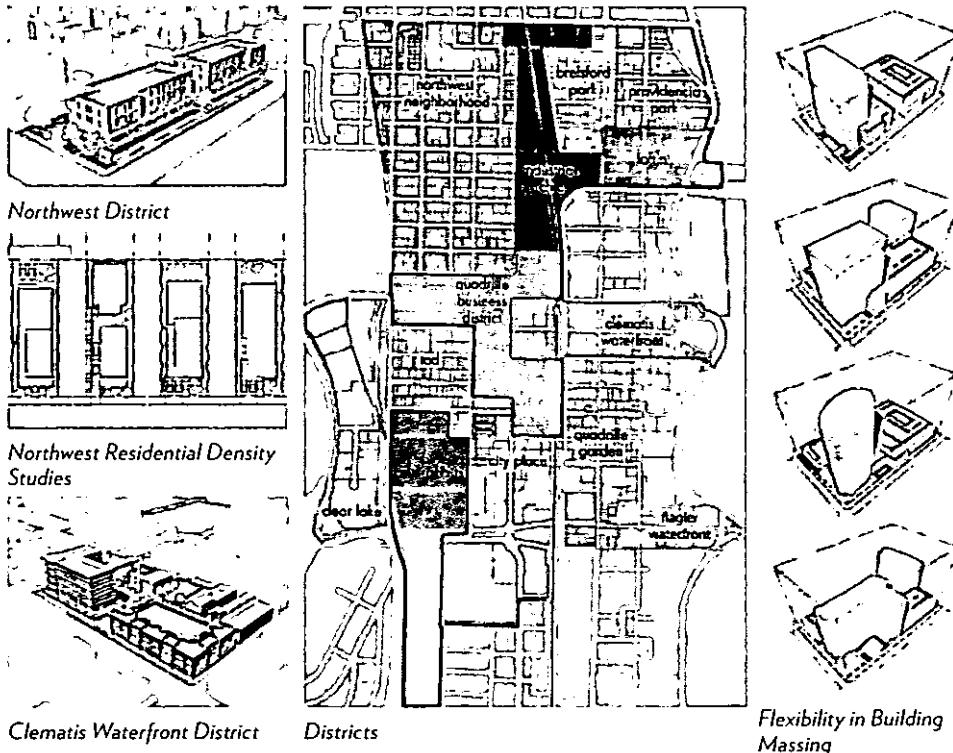 Northwest District
Northwest Residential Density
Studies
Clematis Waterfront District
northwest
neighborhood
brelsford
park
providencia
park
quadrille
business
district
clematis
waterfront
tod
quadrille
garden
city place
clear lake
flagler
waterfront
Districts
Flexibility in Building
Massing